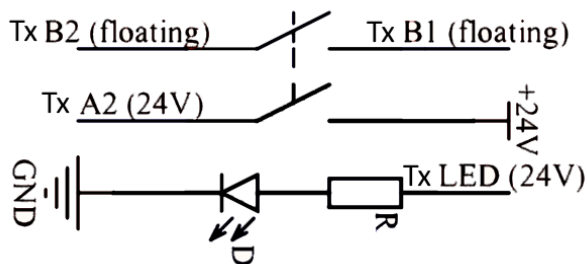 Tx B2 (floating)
Tx B1 (floating)
Tx A2 (24V)
+24V
GND
Tx LED (24V)
R
D